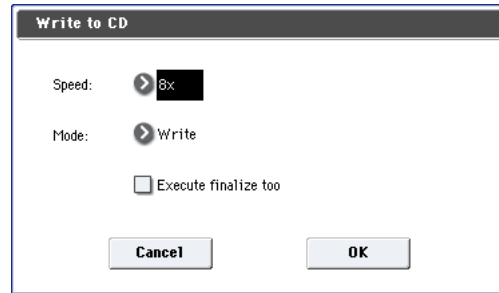 Write to CD
Speed: 8x
Mode: Write
Execute finalize too
Cancel OK